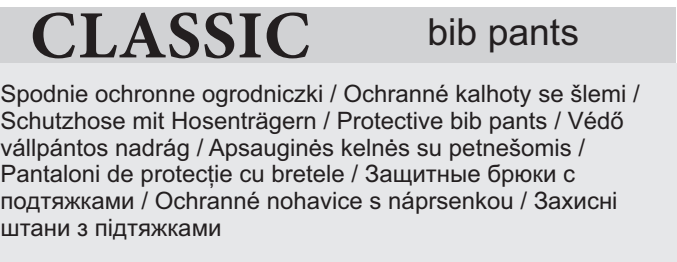 CLASSIC bib pants
Spodnie ochronne ogrodniczki / Ochranné kalhoty se šlemi /
Schutzhose mit Hosenträgern / Protective bib pants / Védő
vállpántos nadrág / Apsauginės kelnės su petnešomis /
Pantaloni de protecție cu bretele / Защитные брюки с
подтяжками / Ochranné nohavice s náprsenkou / Захисні
штани з підтяжками